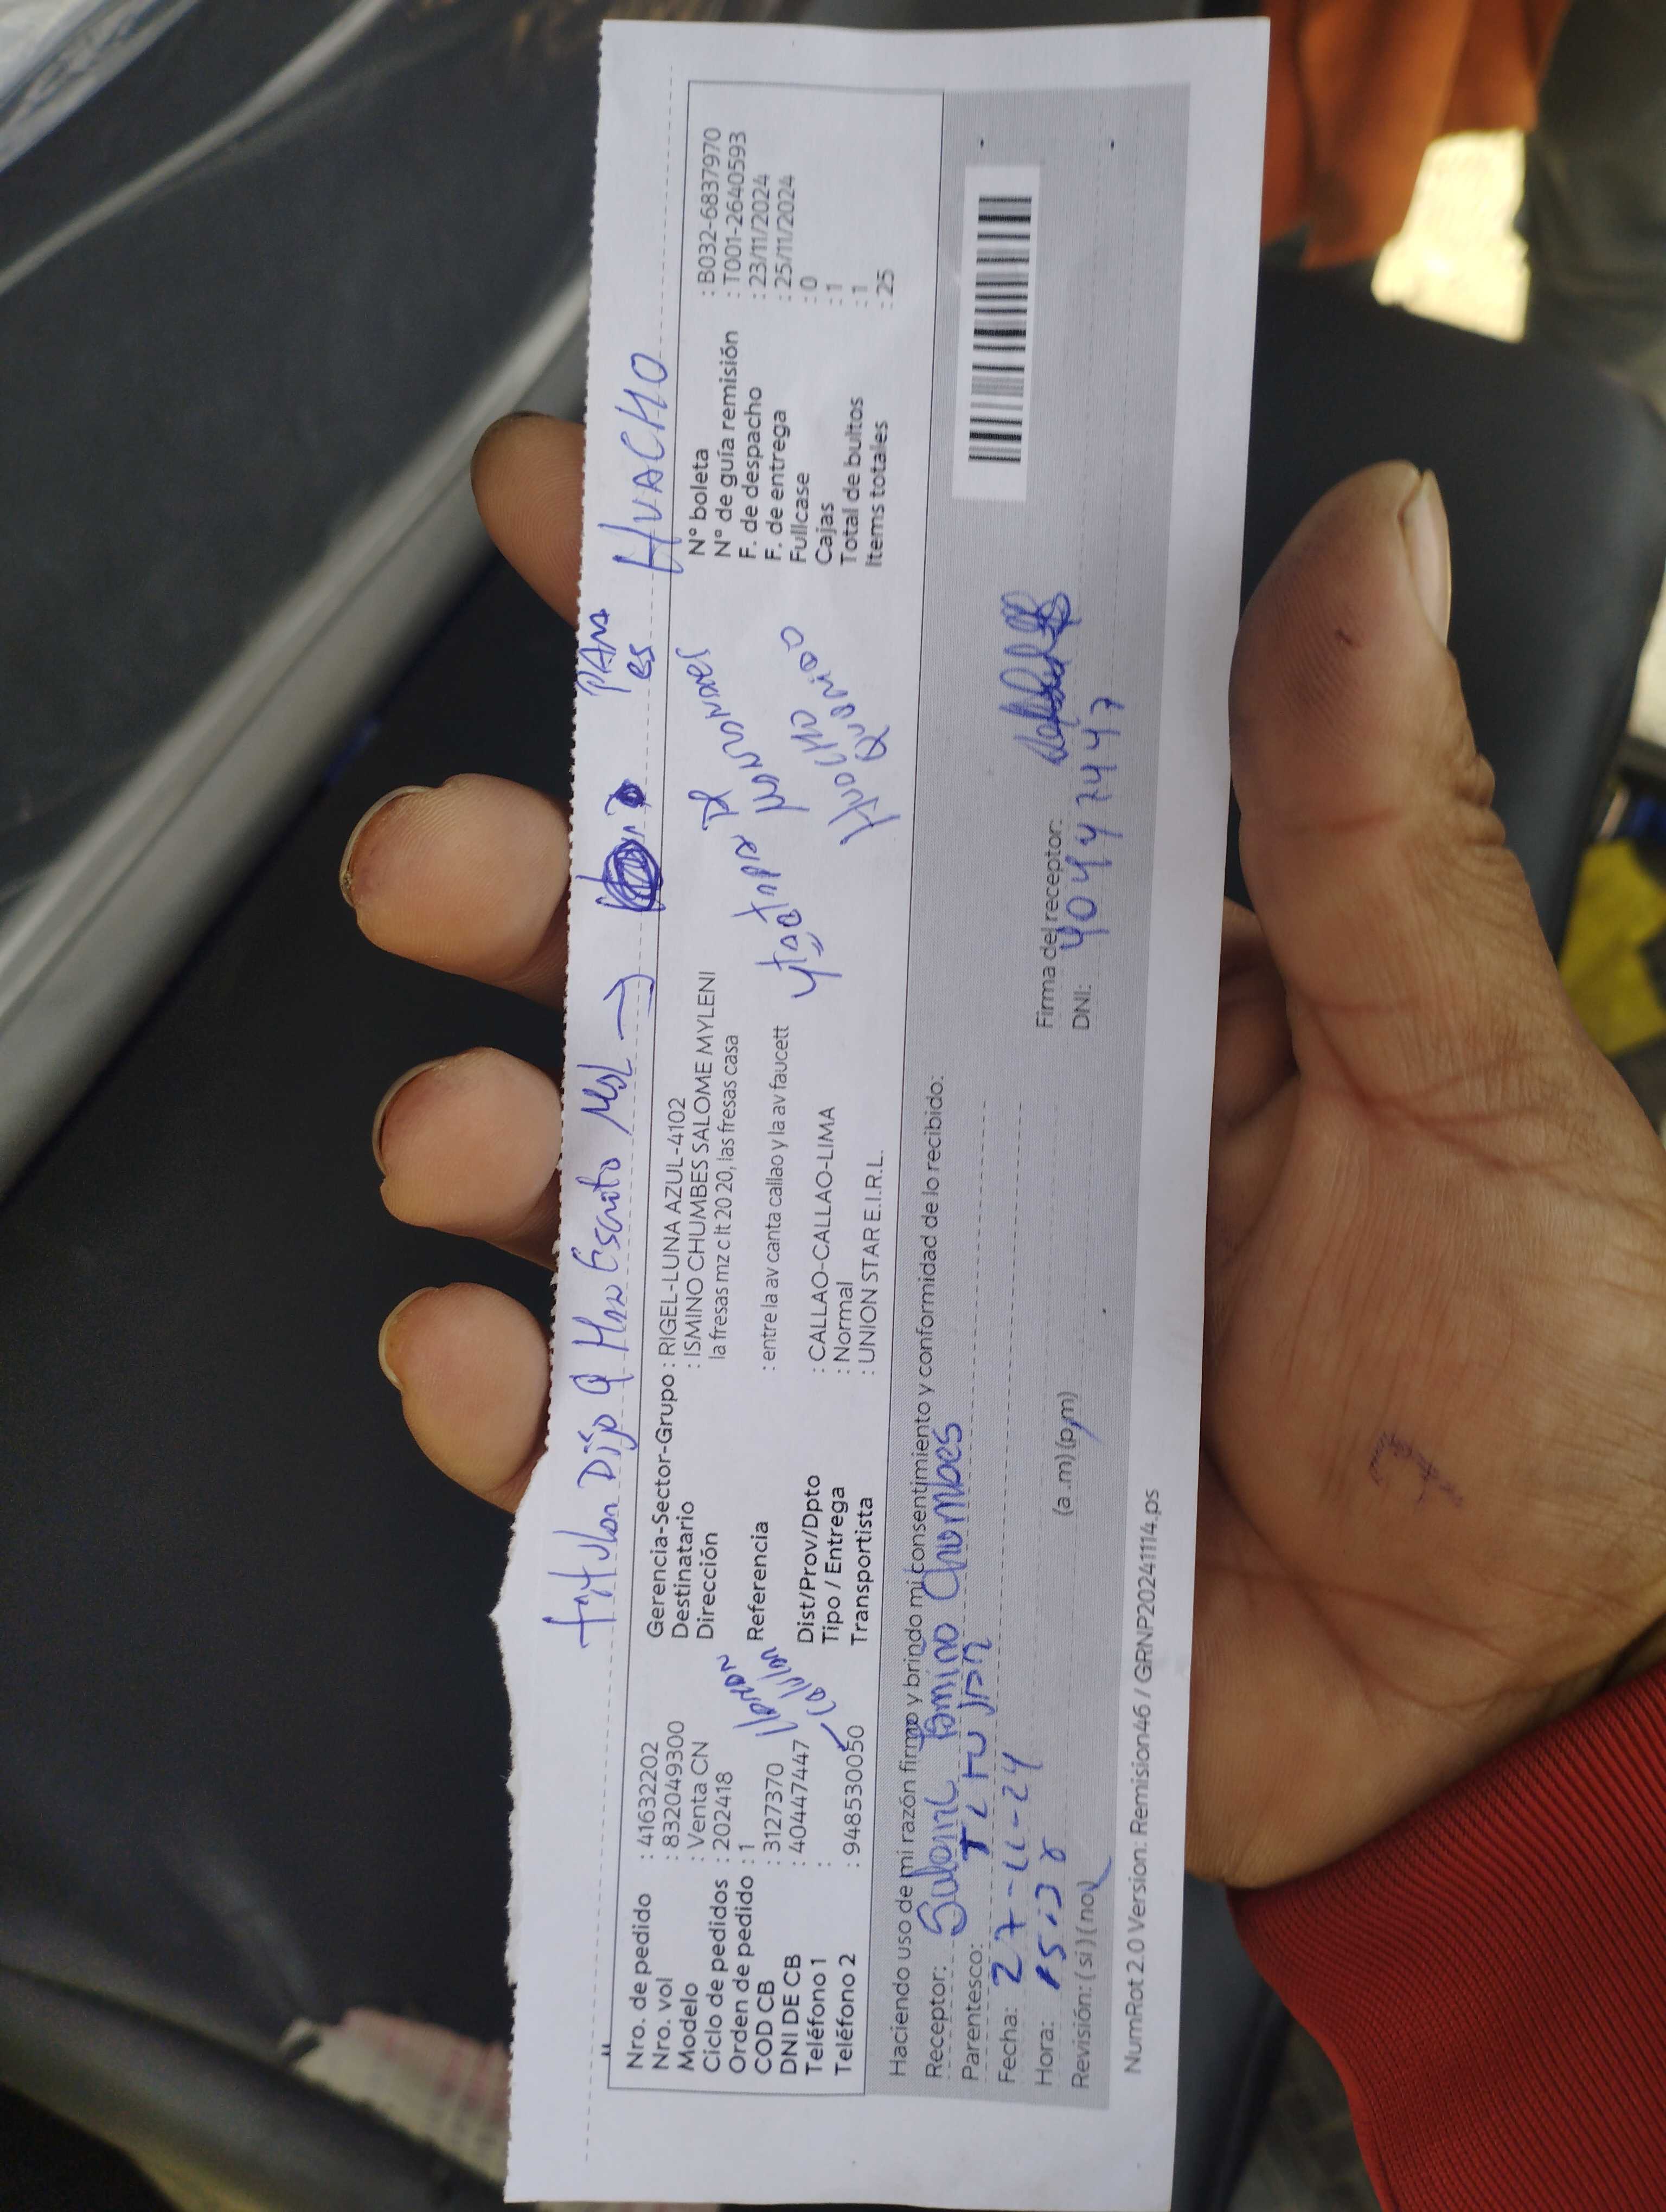 titular Dijo q Han Escrito Mal → PARA
es HUACHO
Nro. de pedido : 41632202
Nro. vol : 832049300
Modelo : Venta CN
Ciclo de pedidos : 202418
Orden de pedido : 1
COD CB : 3127370
DNI DE CB : 40447447
Teléfono 1 :
Teléfono 2 : 948530050
Gerencia-Sector-Grupo : RIGEL-LUNA AZUL-4102
Destinatario : ISMINO CHUMBES SALOME MYLENI
Dirección la fresas mz c lt 20 20, las fresas casa
Referencia : entre la av canta callao y la av faucett
Dist/Prov/Dpto : CALLAO-CALLAO-LIMA
Tipo / Entrega : Normal
Transportista : UNION STAR E.I.R.L.
N° boleta : B032-6837970
N° de guía remisión : T001-2640593
F. de despacho : 23/11/2024
F. de entrega : 25/11/2024
Fullcase : 0
Cajas : 1
Total de bultos : 1
Items totales : 25
Haciendo uso de mi razón firmo y brindo mi consentimiento y conformidad de lo recibido:
Receptor: Salome Ismino Chumbes
Parentesco:
Fecha: 27-11-24
Hora: (a.m) (p.m)
Revisión: (si) (no)
Firma del receptor:
DNI: 40447447
NumRot 2.0 Version: Remision46 / GRNP20241114.ps